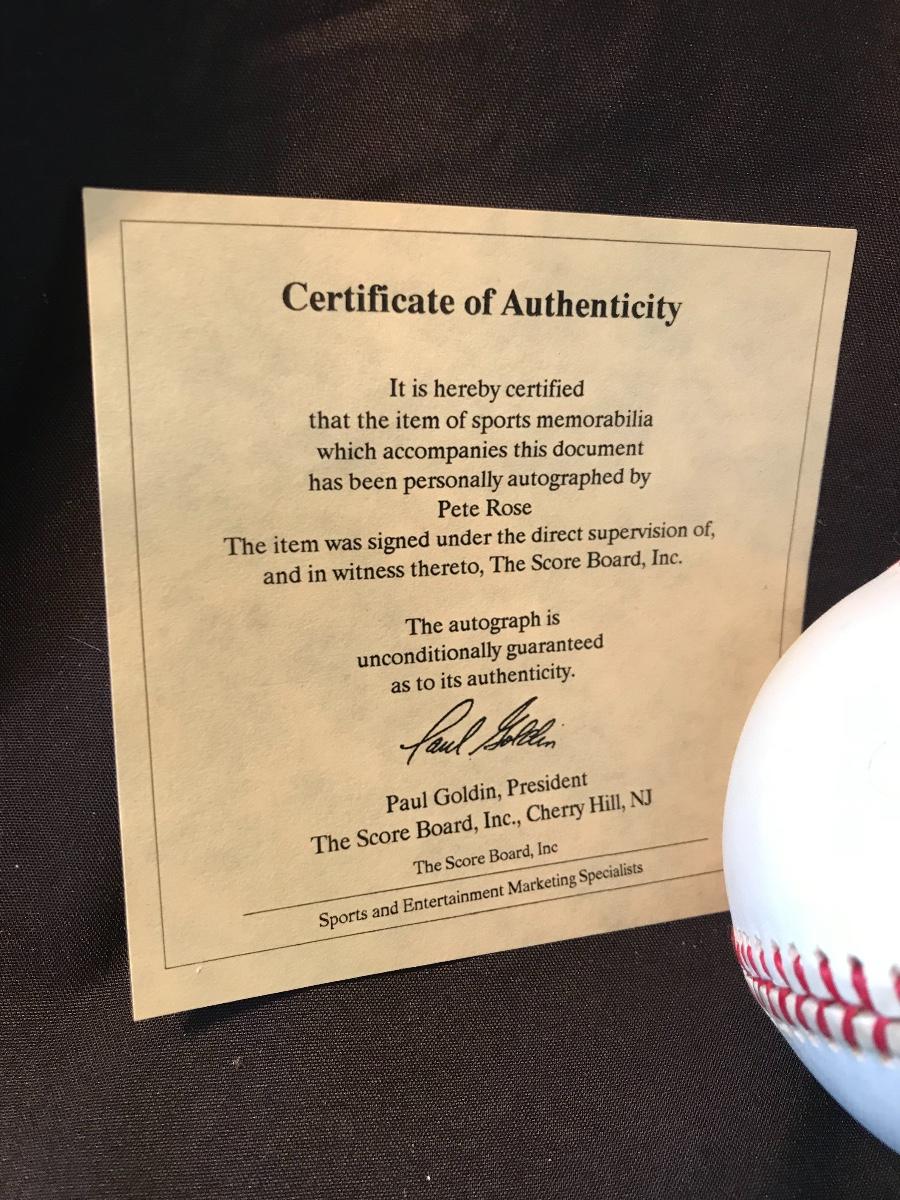 Certificate of Authenticity
It is hereby certified
that the item of sports memorabilia
which accompanies this document
has been personally autographed by
Pete Rose
The item was signed under the direct supervision of,
and in witness thereto, The Score Board, Inc.
The autograph is
unconditionally guaranteed
as to its authenticity.
Paul Goldin
Paul Goldin, President
The Score Board, Inc., Cherry Hill, NJ
The Score Board, Inc
Sports and Entertainment Marketing Specialists